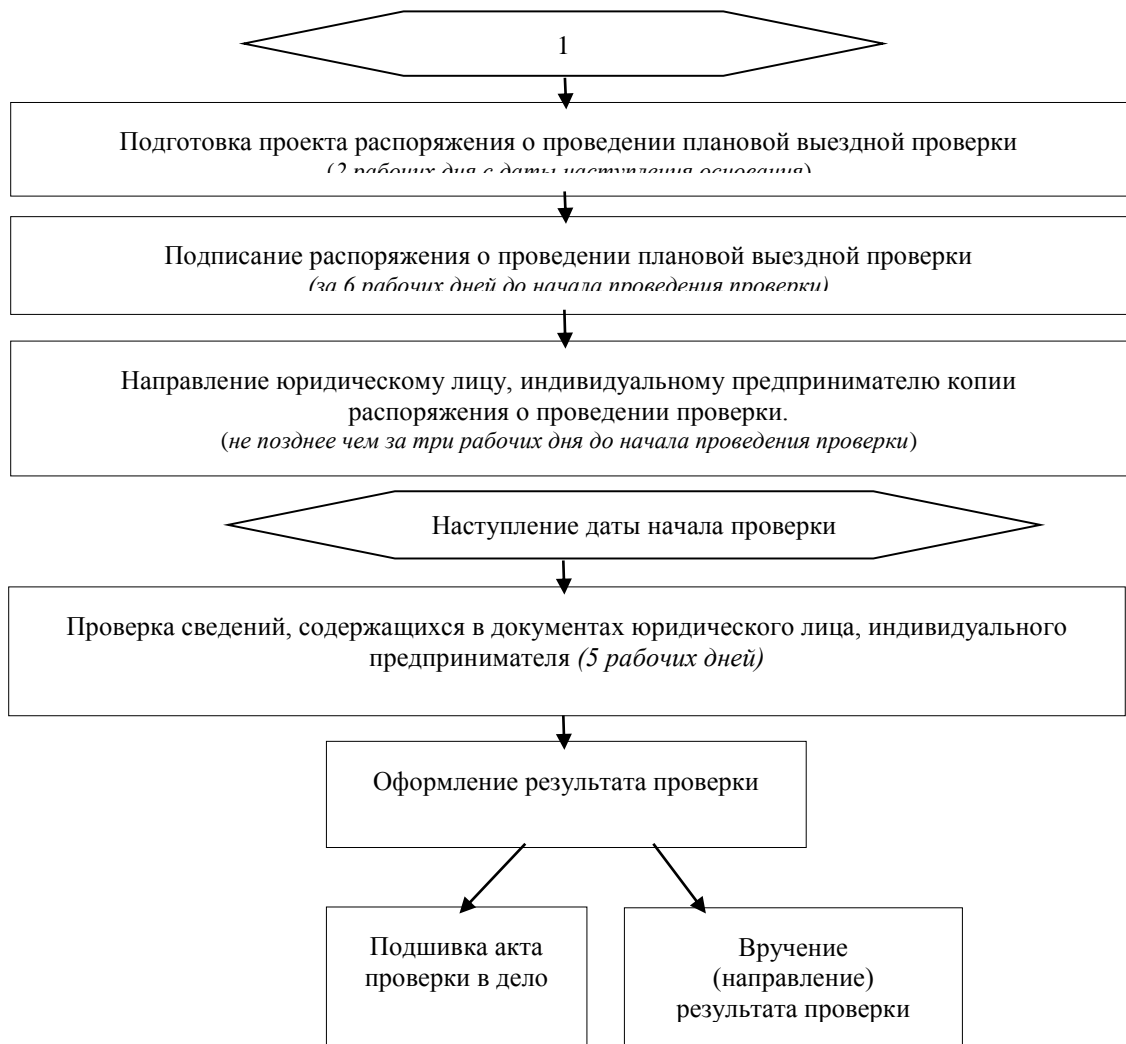 1
Подготовка проекта распоряжения о проведении плановой выездной проверки
(2 рабочих дня с даты наступления основания)
Подписание распоряжения о проведении плановой выездной проверки
(за 6 рабочих дней до начала проведения проверки)
Направление юридическому лицу, индивидуальному предпринимателю копии
распоряжения о проведении проверки.
(не позднее чем за три рабочих дня до начала проведения проверки)
Наступление даты начала проверки
Проверка сведений, содержащихся в документах юридического лица, индивидуального
предпринимателя (5 рабочих дней)
Оформление результата проверки
Подшивка акта
проверки в дело
Вручение
(направление)
результата проверки